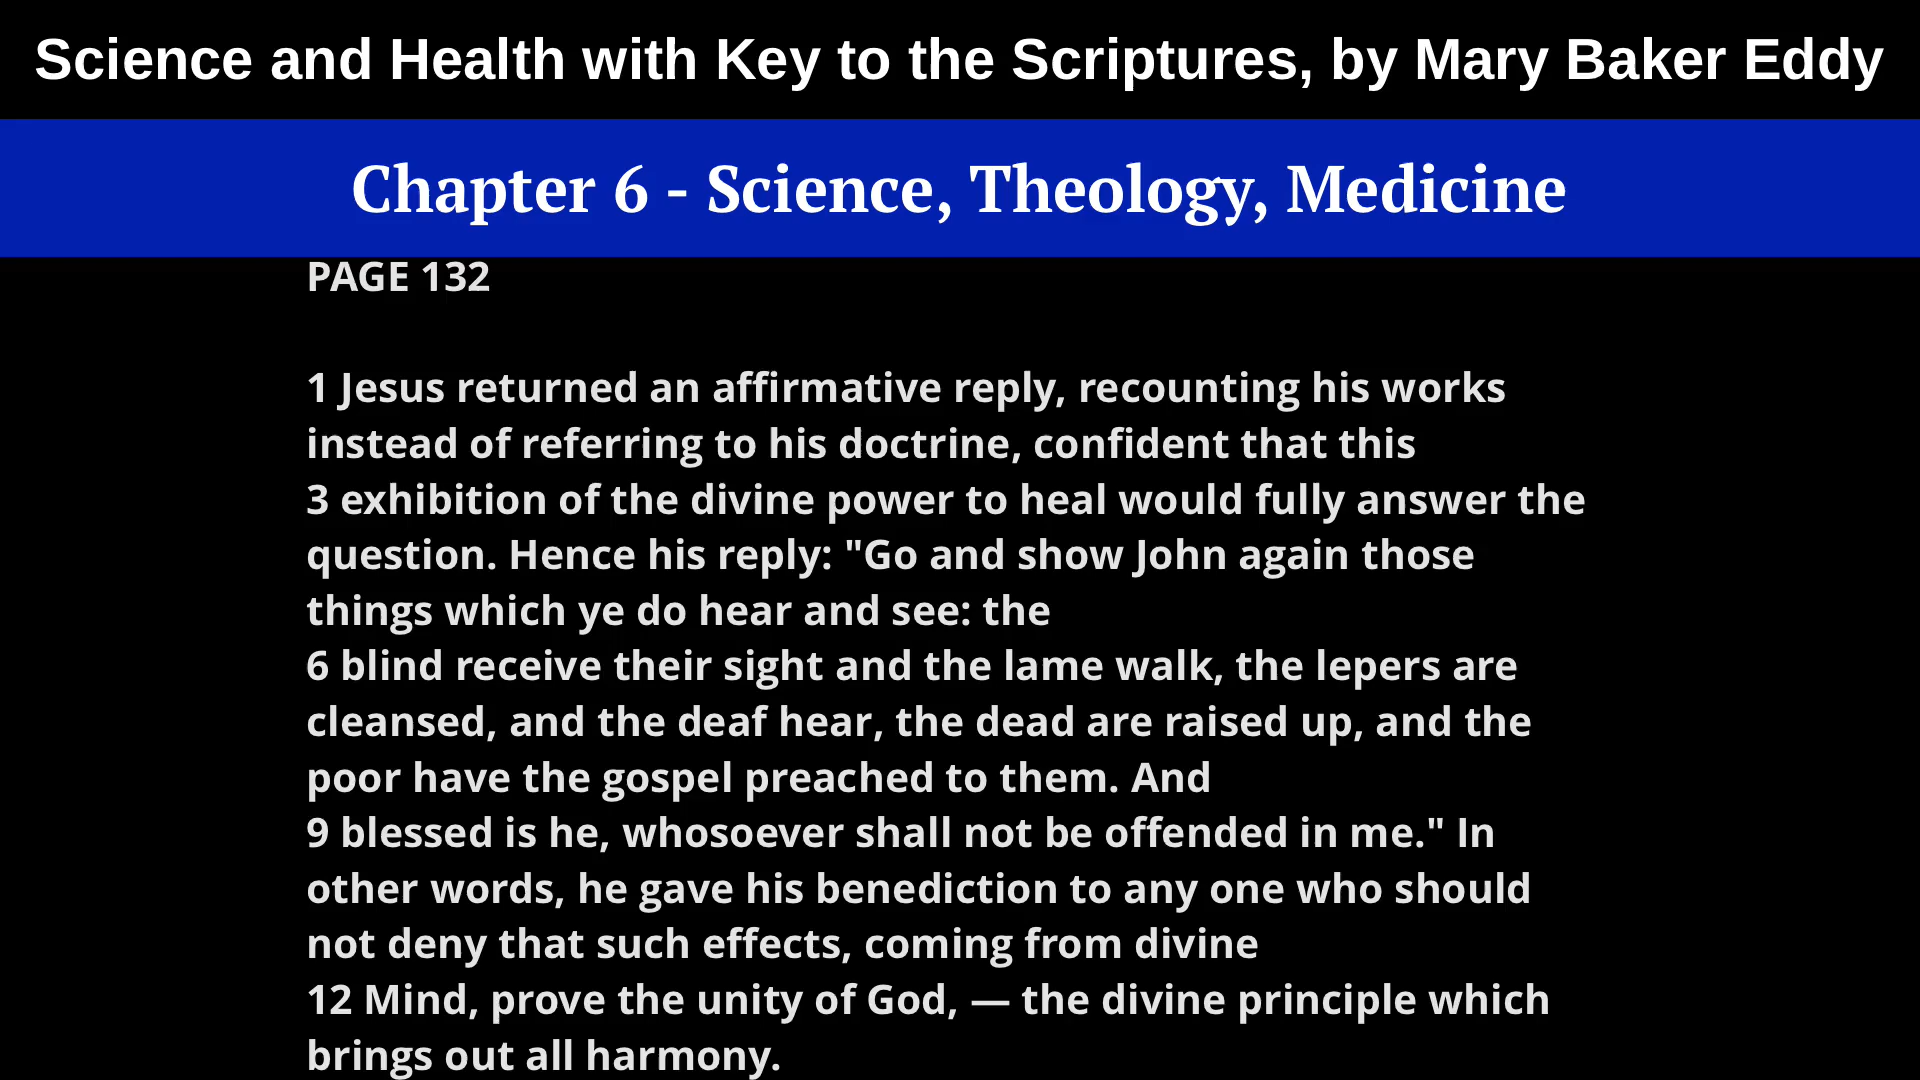 Science and Health with Key to the Scriptures, by Mary Baker Eddy
Chapter 6 - Science, Theology, Medicine
PAGE 132
1 Jesus returned an affirmative reply, recounting his works
instead of referring to his doctrine, confident that this
3 exhibition of the divine power to heal would fully answer the
question. Hence his reply: "Go and show John again those
things which ye do hear and see: the
6 blind receive their sight and the lame walk, the lepers are
cleansed, and the deaf hear, the dead are raised up, and the
poor have the gospel preached to them. And
9 blessed is he, whosoever shall not be offended in me." In
other words, he gave his benediction to any one who should
not deny that such effects, coming from divine
12 Mind, prove the unity of God, — the divine principle which
brings out all harmony.